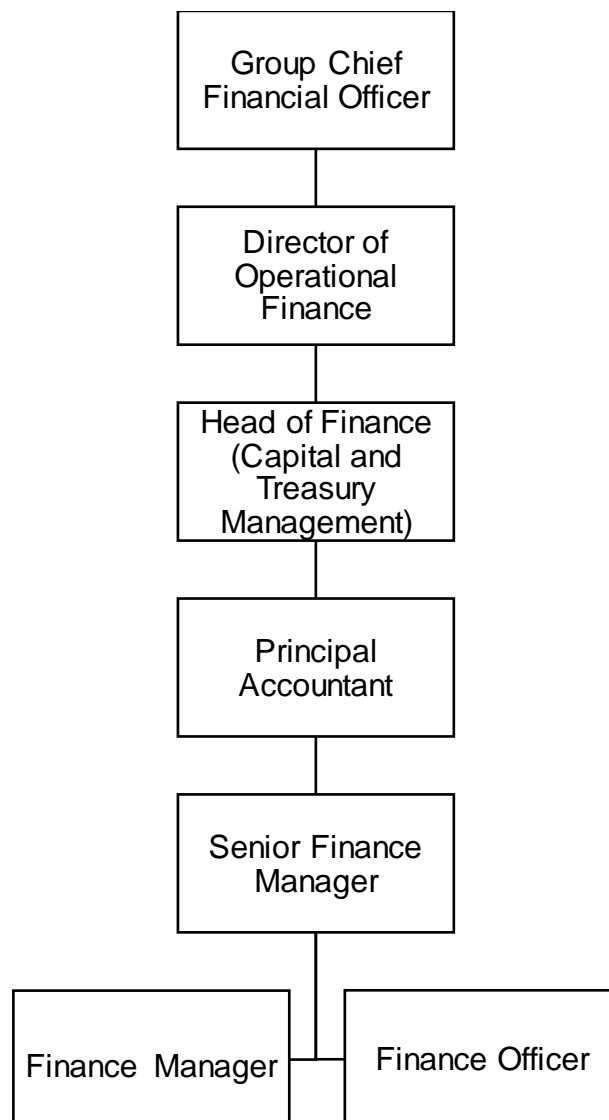 Group Chief
Financial Officer
Director of
Operational
Finance
Head of Finance
(Capital and
Treasury
Management)
Principal
Accountant
Senior Finance
Manager
Finance Manager
Finance Officer